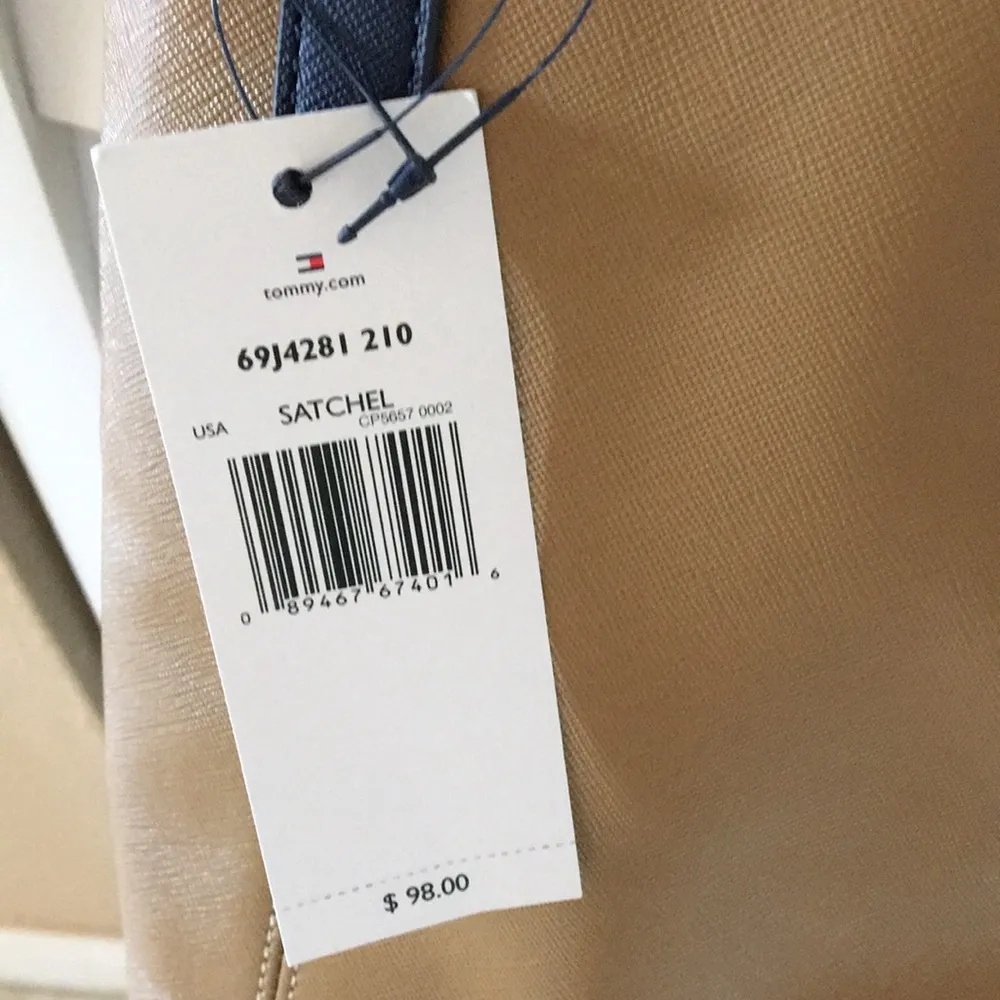 tommy.com
69J4281 210
SATCHEL
USA CP5657 0002
0 89467 67401 6
$ 98.00